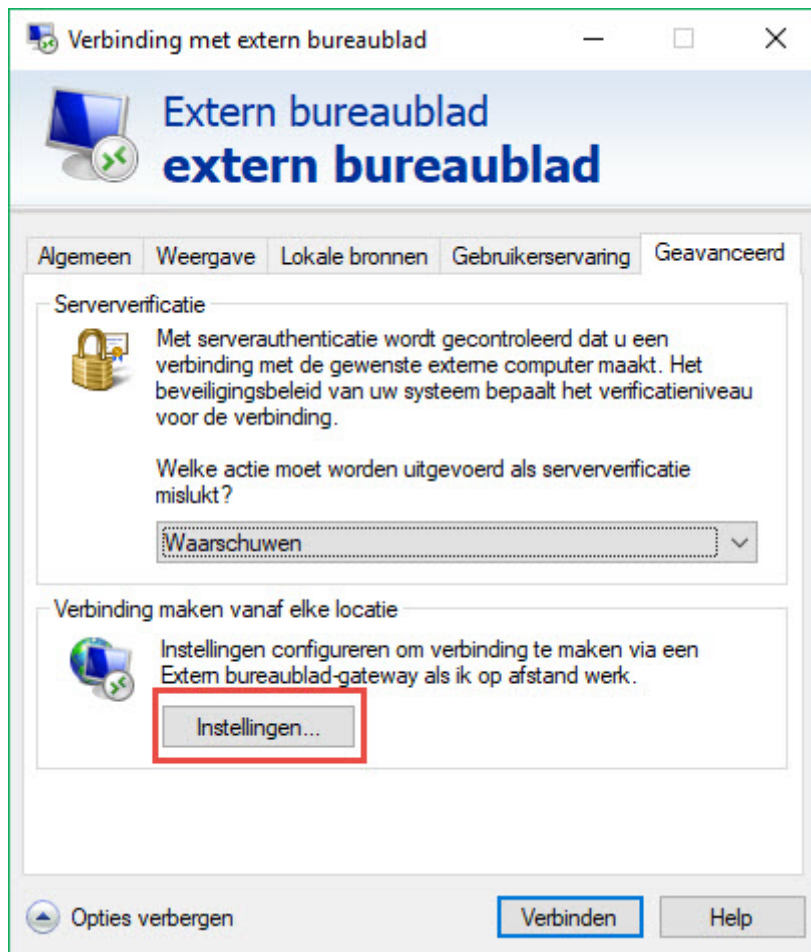 Verbinding met extern bureaublad
Extern bureaublad
extern bureaublad
Algemeen Weergave Lokale bronnen Gebruikerservaring Geavanceerd
Serververificatie
Met serverauthenticatie wordt gecontroleerd dat u een
verbinding met de gewenste externe computer maakt. Het
beveiligingsbeleid van uw systeem bepaalt het verificatieniveau
voor de verbinding.
Welke actie moet worden uitgevoerd als serververificatie
mislukt?
Waarschuwen
Verbinding maken vanaf elke locatie
Instellingen configureren om verbinding te maken via een
Extern bureaublad-gateway als ik op afstand werk.
Instellingen...
Opties verbergen Verbinden Help